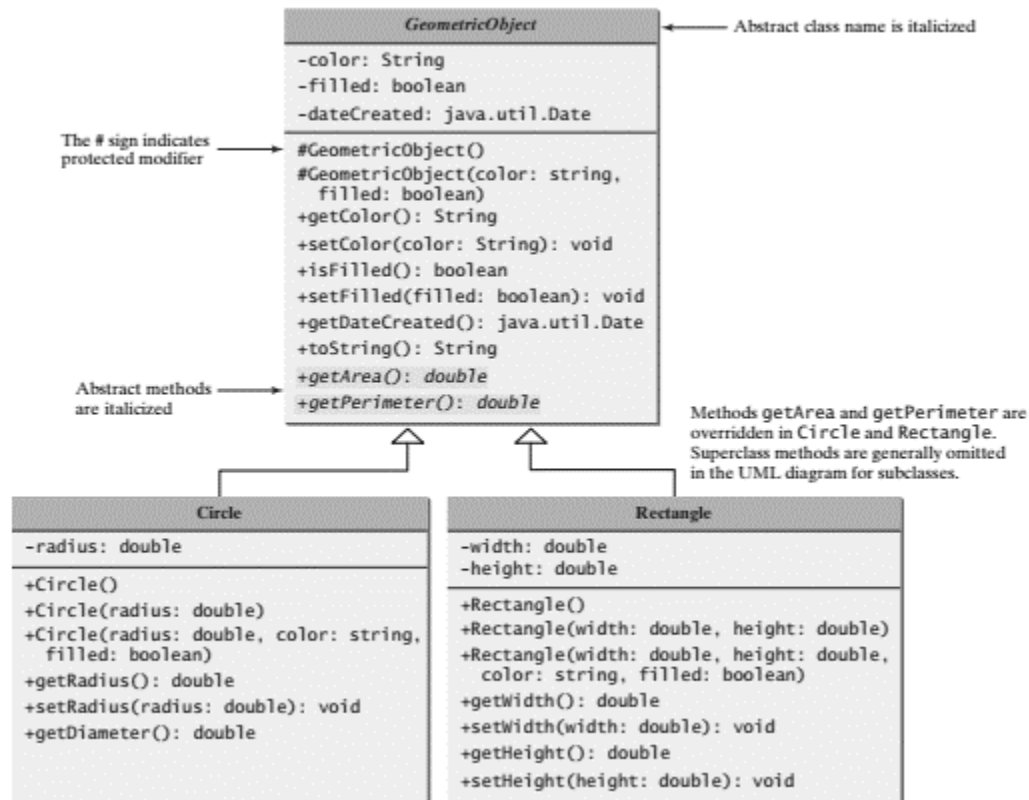 GeometricObject
Abstract class name is italicized
-color: String
-filled: boolean
-dateCreated: java.util.Date
The # sign indicates
protected modifier
#GeometricObject()
#GeometricObject(color: string,
filled: boolean)
+getColor(): String
+setColor(color: String): void
+isFilled(): boolean
+setFilled(filled: boolean): void
+getDateCreated(): java.util.Date
+toString(): String
+getArea(): double
+getPerimeter(): double
Abstract methods
are italicized
Methods getArea and getPerimeter are
overridden in Circle and Rectangle.
Superclass methods are generally omitted
in the UML diagram for subclasses.
Circle
-radius: double
+Circle()
+Circle(radius: double)
+Circle(radius: double, color: string,
filled: boolean)
+getRadius(): double
+setRadius(radius: double): void
+getDiameter(): double
Rectangle
-width: double
-height: double
+Rectangle()
+Rectangle(width: double, height: double)
+Rectangle(width: double, height: double,
color: string, filled: boolean)
+getWidth(): double
+setWidth(width: double): void
+getHeight(): double
+setHeight(height: double): void